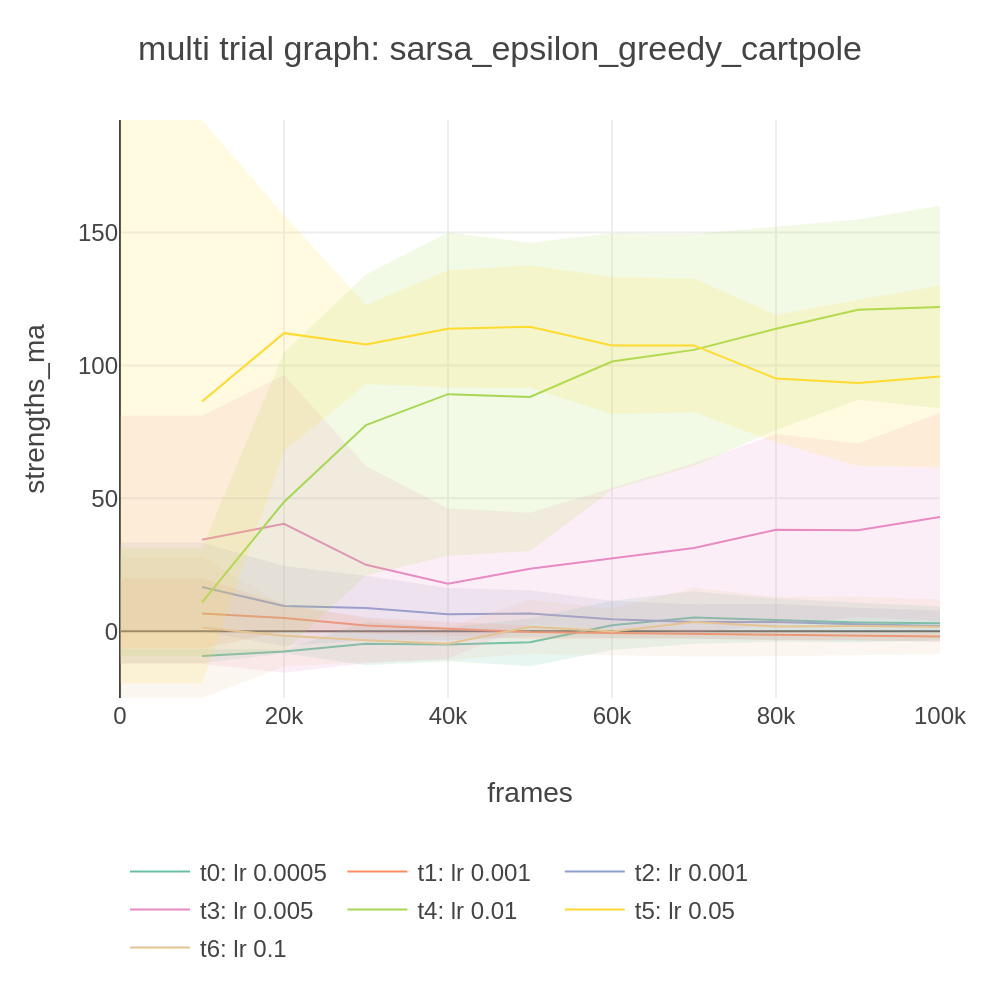 multi trial graph: sarsa_epsilon_greedy_cartpole
strengths_ma
150
100
50
0
0 20k 40k 60k 80k 100k
frames
t0: lr 0.0005 t1: lr 0.001 t2: lr 0.001
t3: lr 0.005 t4: lr 0.01 t5: lr 0.05
t6: lr 0.1